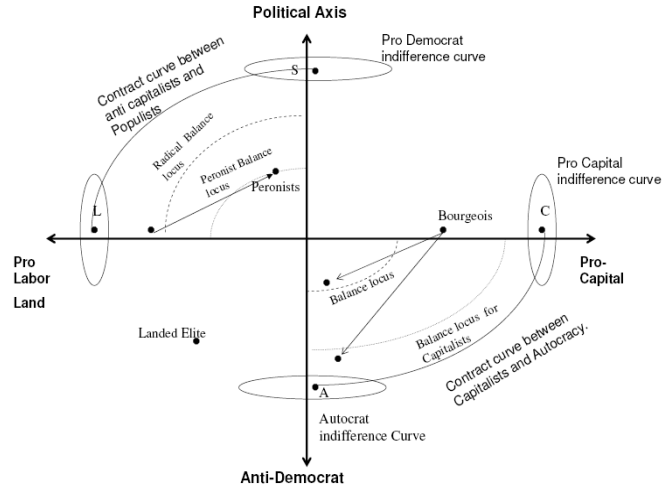 Political Axis
Pro Democrat
indifference curve
Contract curve between
anti capitalists and
Populists
S
Radical Balance
locus
Peronist Balance
locus
Peronists
Pro Capital
indifference curve
L
Bourgeois
C
Pro
Labor
Land
Pro-
Capital
Balance locus
Landed Elite
Balance locus for
Capitalists
Contract curve between
Capitalists and Autocracy.
A
Autocrat
indifference Curve
Anti-Democrat